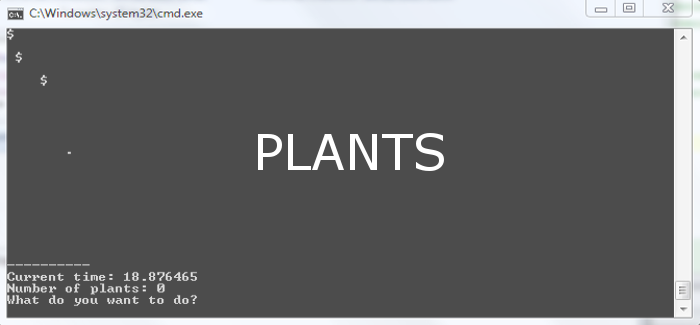 C:\Windows\system32\cmd.exe
$
$
$
.
PLANTS
----------
Current time: 18.876465
Number of plants: 0
What do you want to do?